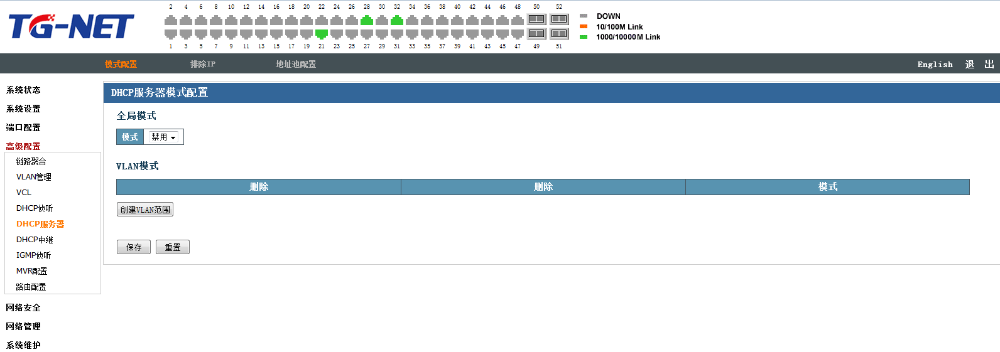 TG-NET
2 4 6 8 10 12 14 16 18 20 22 24 26 28 30 32 34 36 38 40 42 44 46 48 50 52
1 3 5 7 9 11 13 15 17 19 21 23 25 27 29 31 33 35 37 39 41 43 45 47 49 51
DOWN
10/100M Link
1000/10000M Link
模式配置 排除IP 地址池配置 English 退 出
系统状态
系统设置
端口配置
高级配置
链路聚合
VLAN管理
VCL
DHCP侦听
DHCP服务器
DHCP中继
IGMP侦听
MVR配置
路由配置
网络安全
网络管理
系统维护
DHCP服务器模式配置
全局模式
模式 禁用
VLAN模式
删除 删除 模式
创建VLAN范围
保存 重置